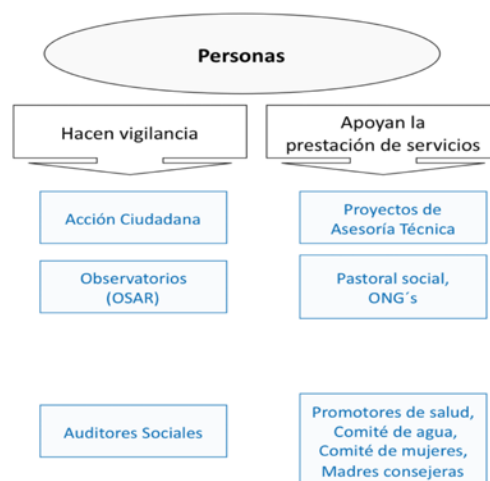 Personas
Hacen vigilancia
Apoyan la
prestación de servicios
Acción Ciudadana
Proyectos de
Asesoría Técnica
Observatorios
(OSAR)
Pastoral social,
ONG´s
Auditores Sociales
Promotores de salud,
Comité de agua,
Comité de mujeres,
Madres consejeras